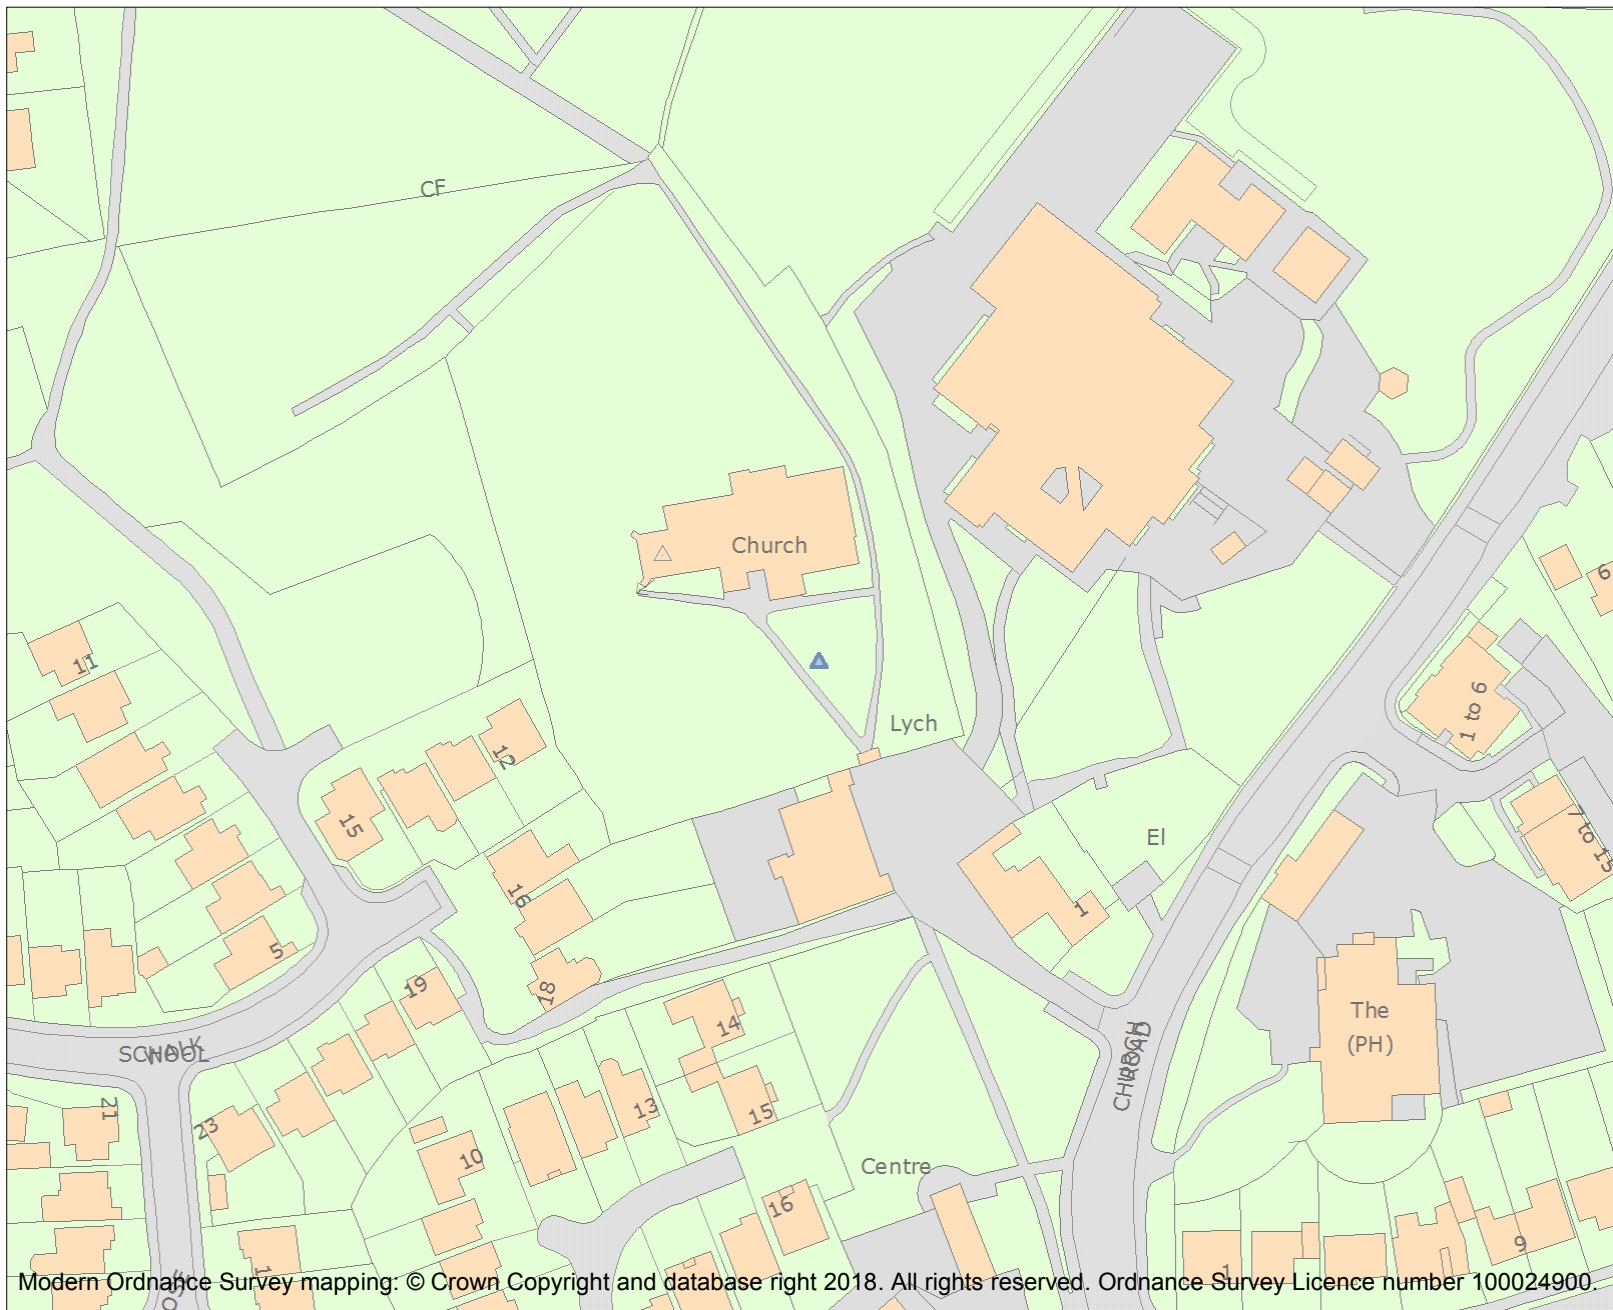 CF
Church
Lych
11
12
15
16
5
18
19
El
1
1 to 6
6
7 to 15
The
(PH)
SCHOOL
WALK
CHURCH
ROAD
21
23
14
13
15
10
Centre
16
1
1
9
Modern Ordnance Survey mapping: © Crown Copyright and database right 2018. All rights reserved. Ordnance Survey Licence number 100024900.